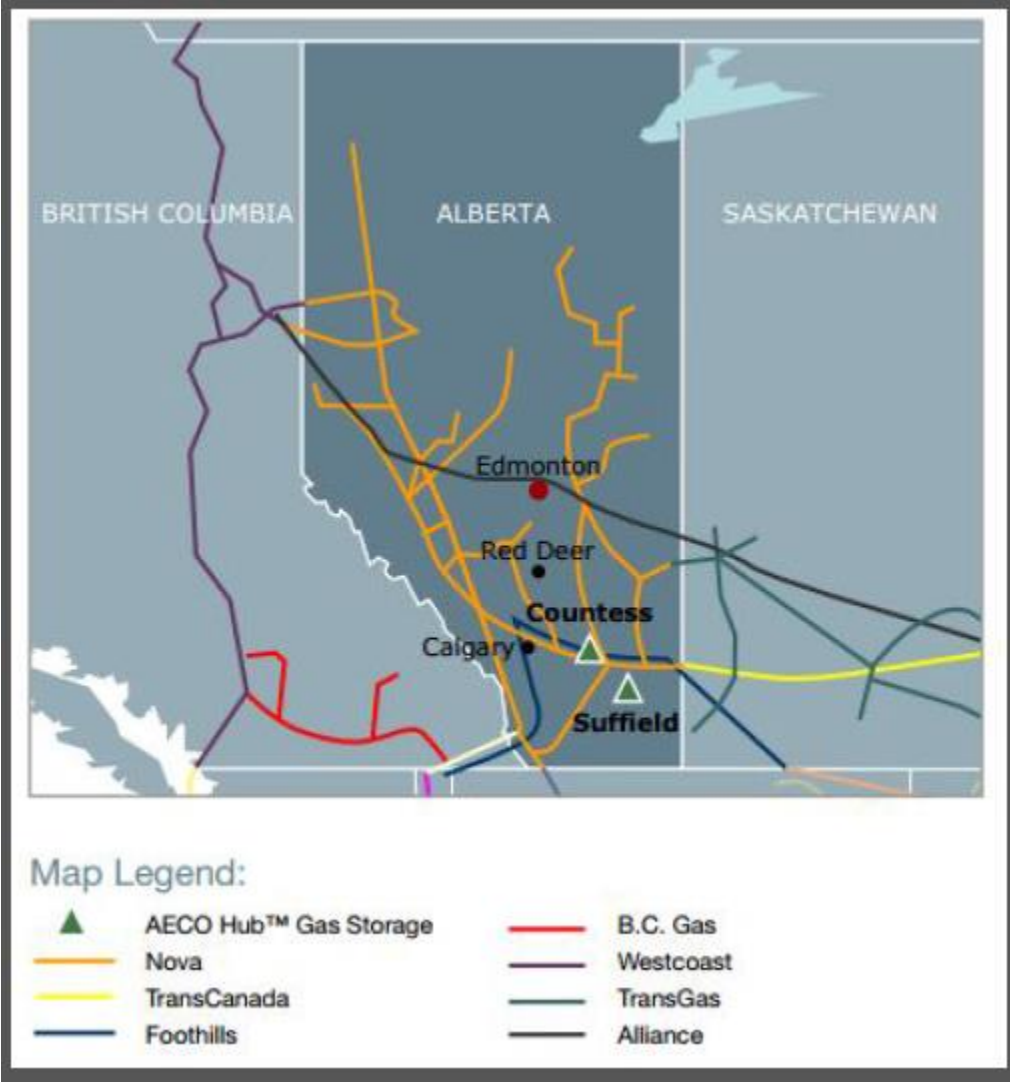 BRITISH COLUMBIA
ALBERTA
SASKATCHEWAN
Edmonton
Red Deer
Countess
Calgary
Suffield
Map Legend:
AECO Hub™ Gas Storage
Nova
TransCanada
Foothills
B.C. Gas
Westcoast
TransGas
Alliance